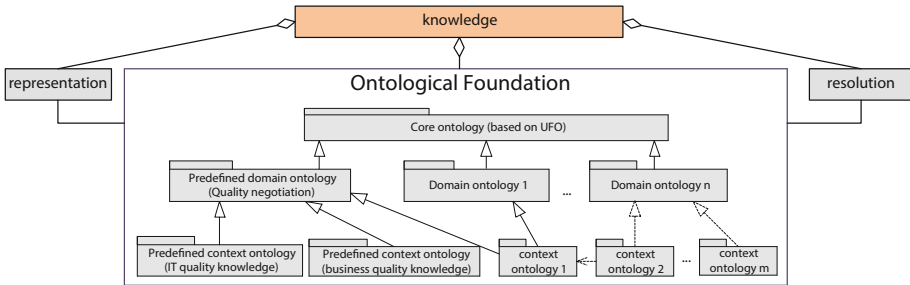 knowledge
representation
resolution
Ontological Foundation
Core ontology (based on UFO)
Predefined domain ontology
(Quality negotiation)
Domain ontology 1
...
Domain ontology n
Predefined context ontology
(IT quality knowledge)
Predefined context ontology
(business quality knowledge)
context
ontology 1
context
ontology 2
...
context
ontology m